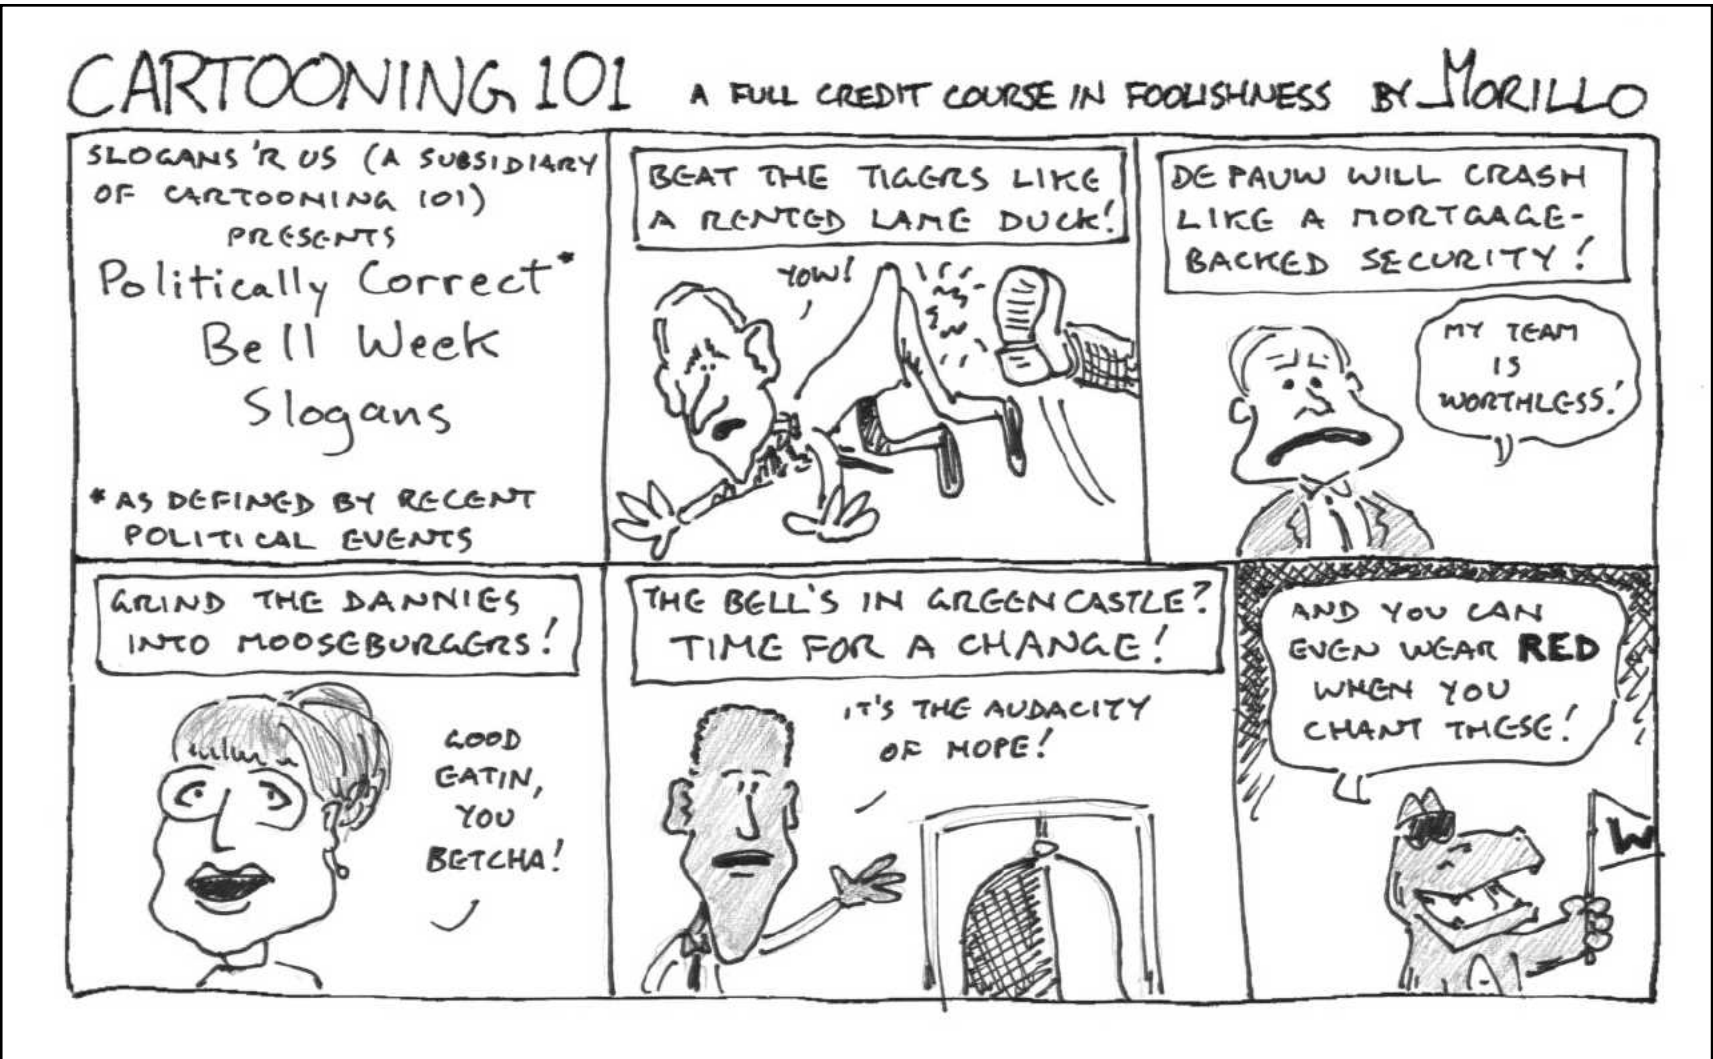 CARTOONING 101 A FULL CREDIT COURSE IN FOOLISHNESS BY MORILLO
SLOGANS 'R US (A SUBSIDIARY
OF CARTOONING 101)
PRESENTS
Politically Correct*
Bell Week
Slogans
* AS DEFINED BY RECENT
POLITICAL EVENTS
BEAT THE TIGERS LIKE
A RENTED LAME DUCK!
YOW!
DEPAUW WILL CRASH
LIKE A MORTGAGE-
BACKED SECURITY!
MY TEAM
IS
WORTHLESS!
GRIND THE DANNIES
INTO MOOSEBURGERS!
GOOD
EATIN,
YOU
BETCHA!
THE BELL'S IN GREENCASTLE?
TIME FOR A CHANGE!
IT'S THE AUDACITY
OF HOPE!
AND YOU CAN
EVEN WEAR RED
WHEN YOU
CHANT THESE!
W